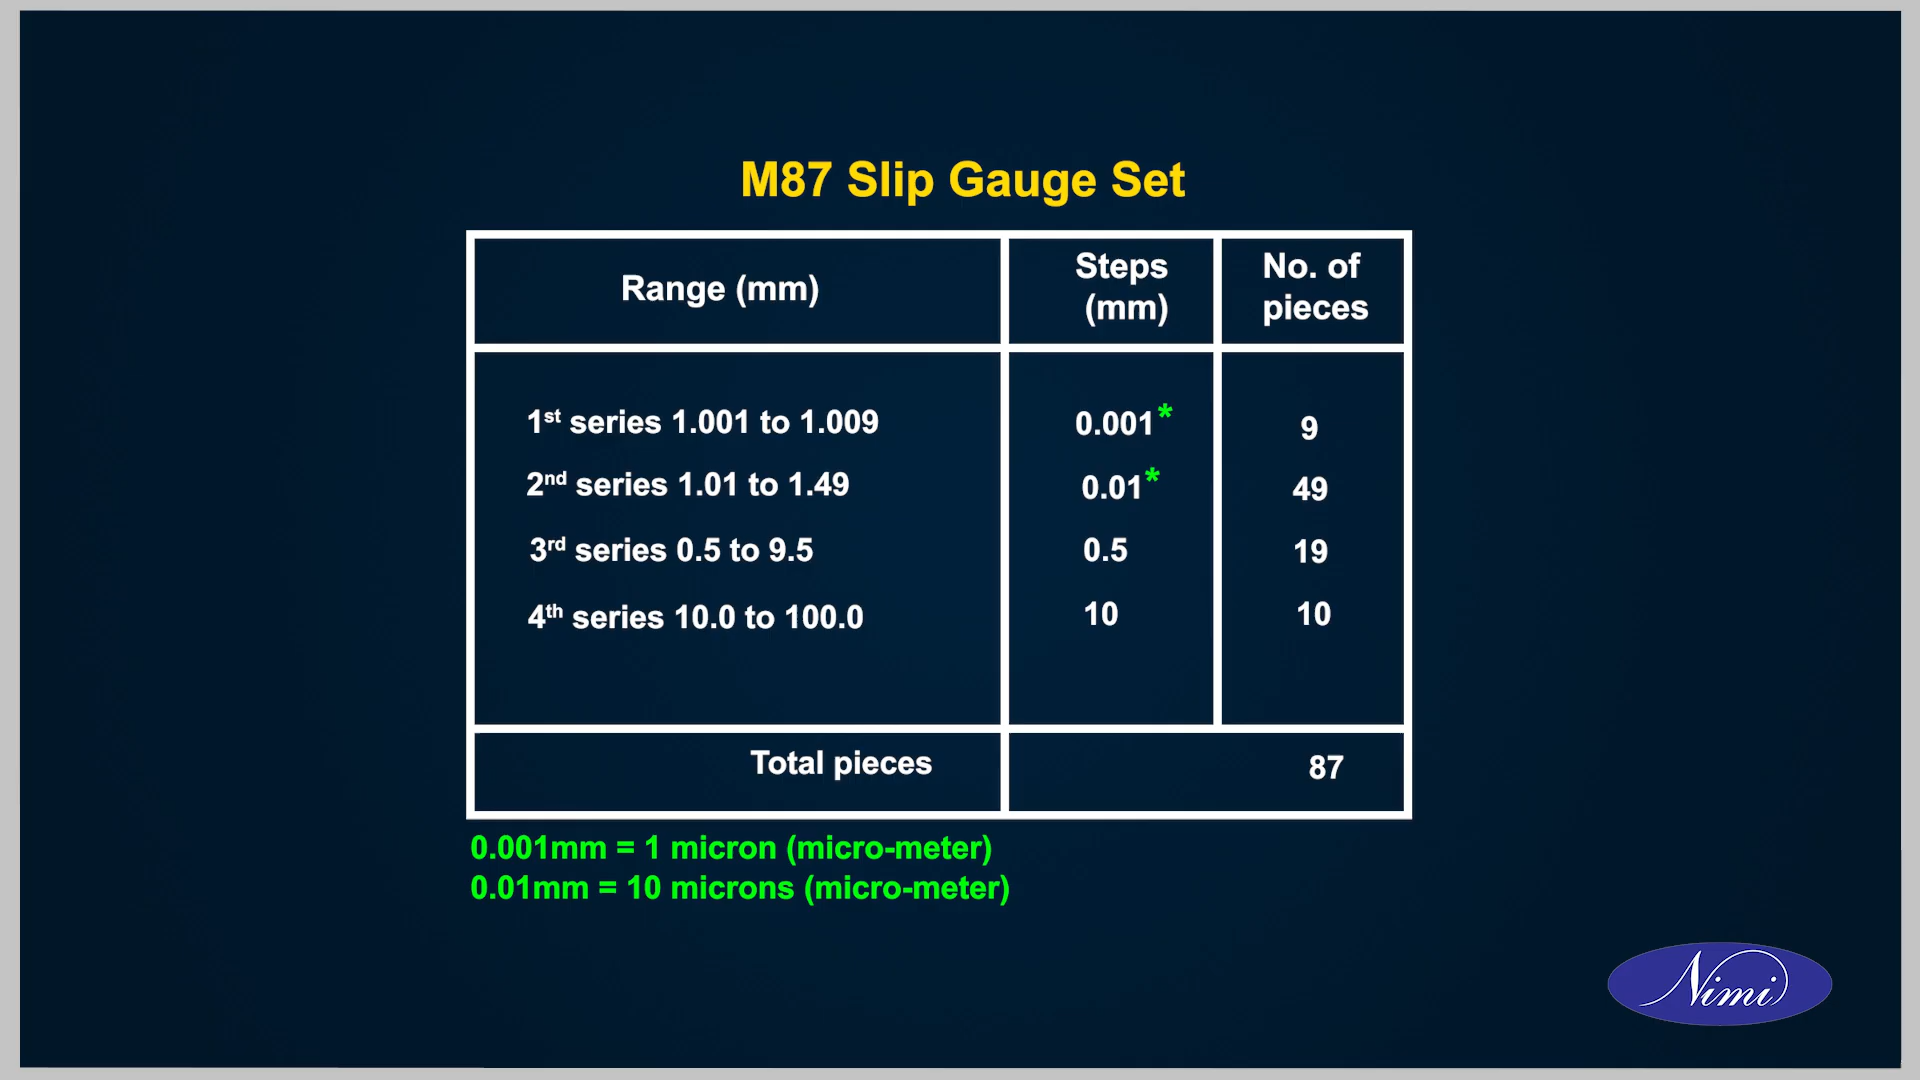 M87 Slip Gauge Set
Range (mm) Steps (mm) No. of pieces
1st series 1.001 to 1.009 0.001* 9
2nd series 1.01 to 1.49 0.01* 49
3rd series 0.5 to 9.5 0.5 19
4th series 10.0 to 100.0 10 10
Total pieces 87
0.001mm = 1 micron (micro-meter)
0.01mm = 10 microns (micro-meter)
Nimi